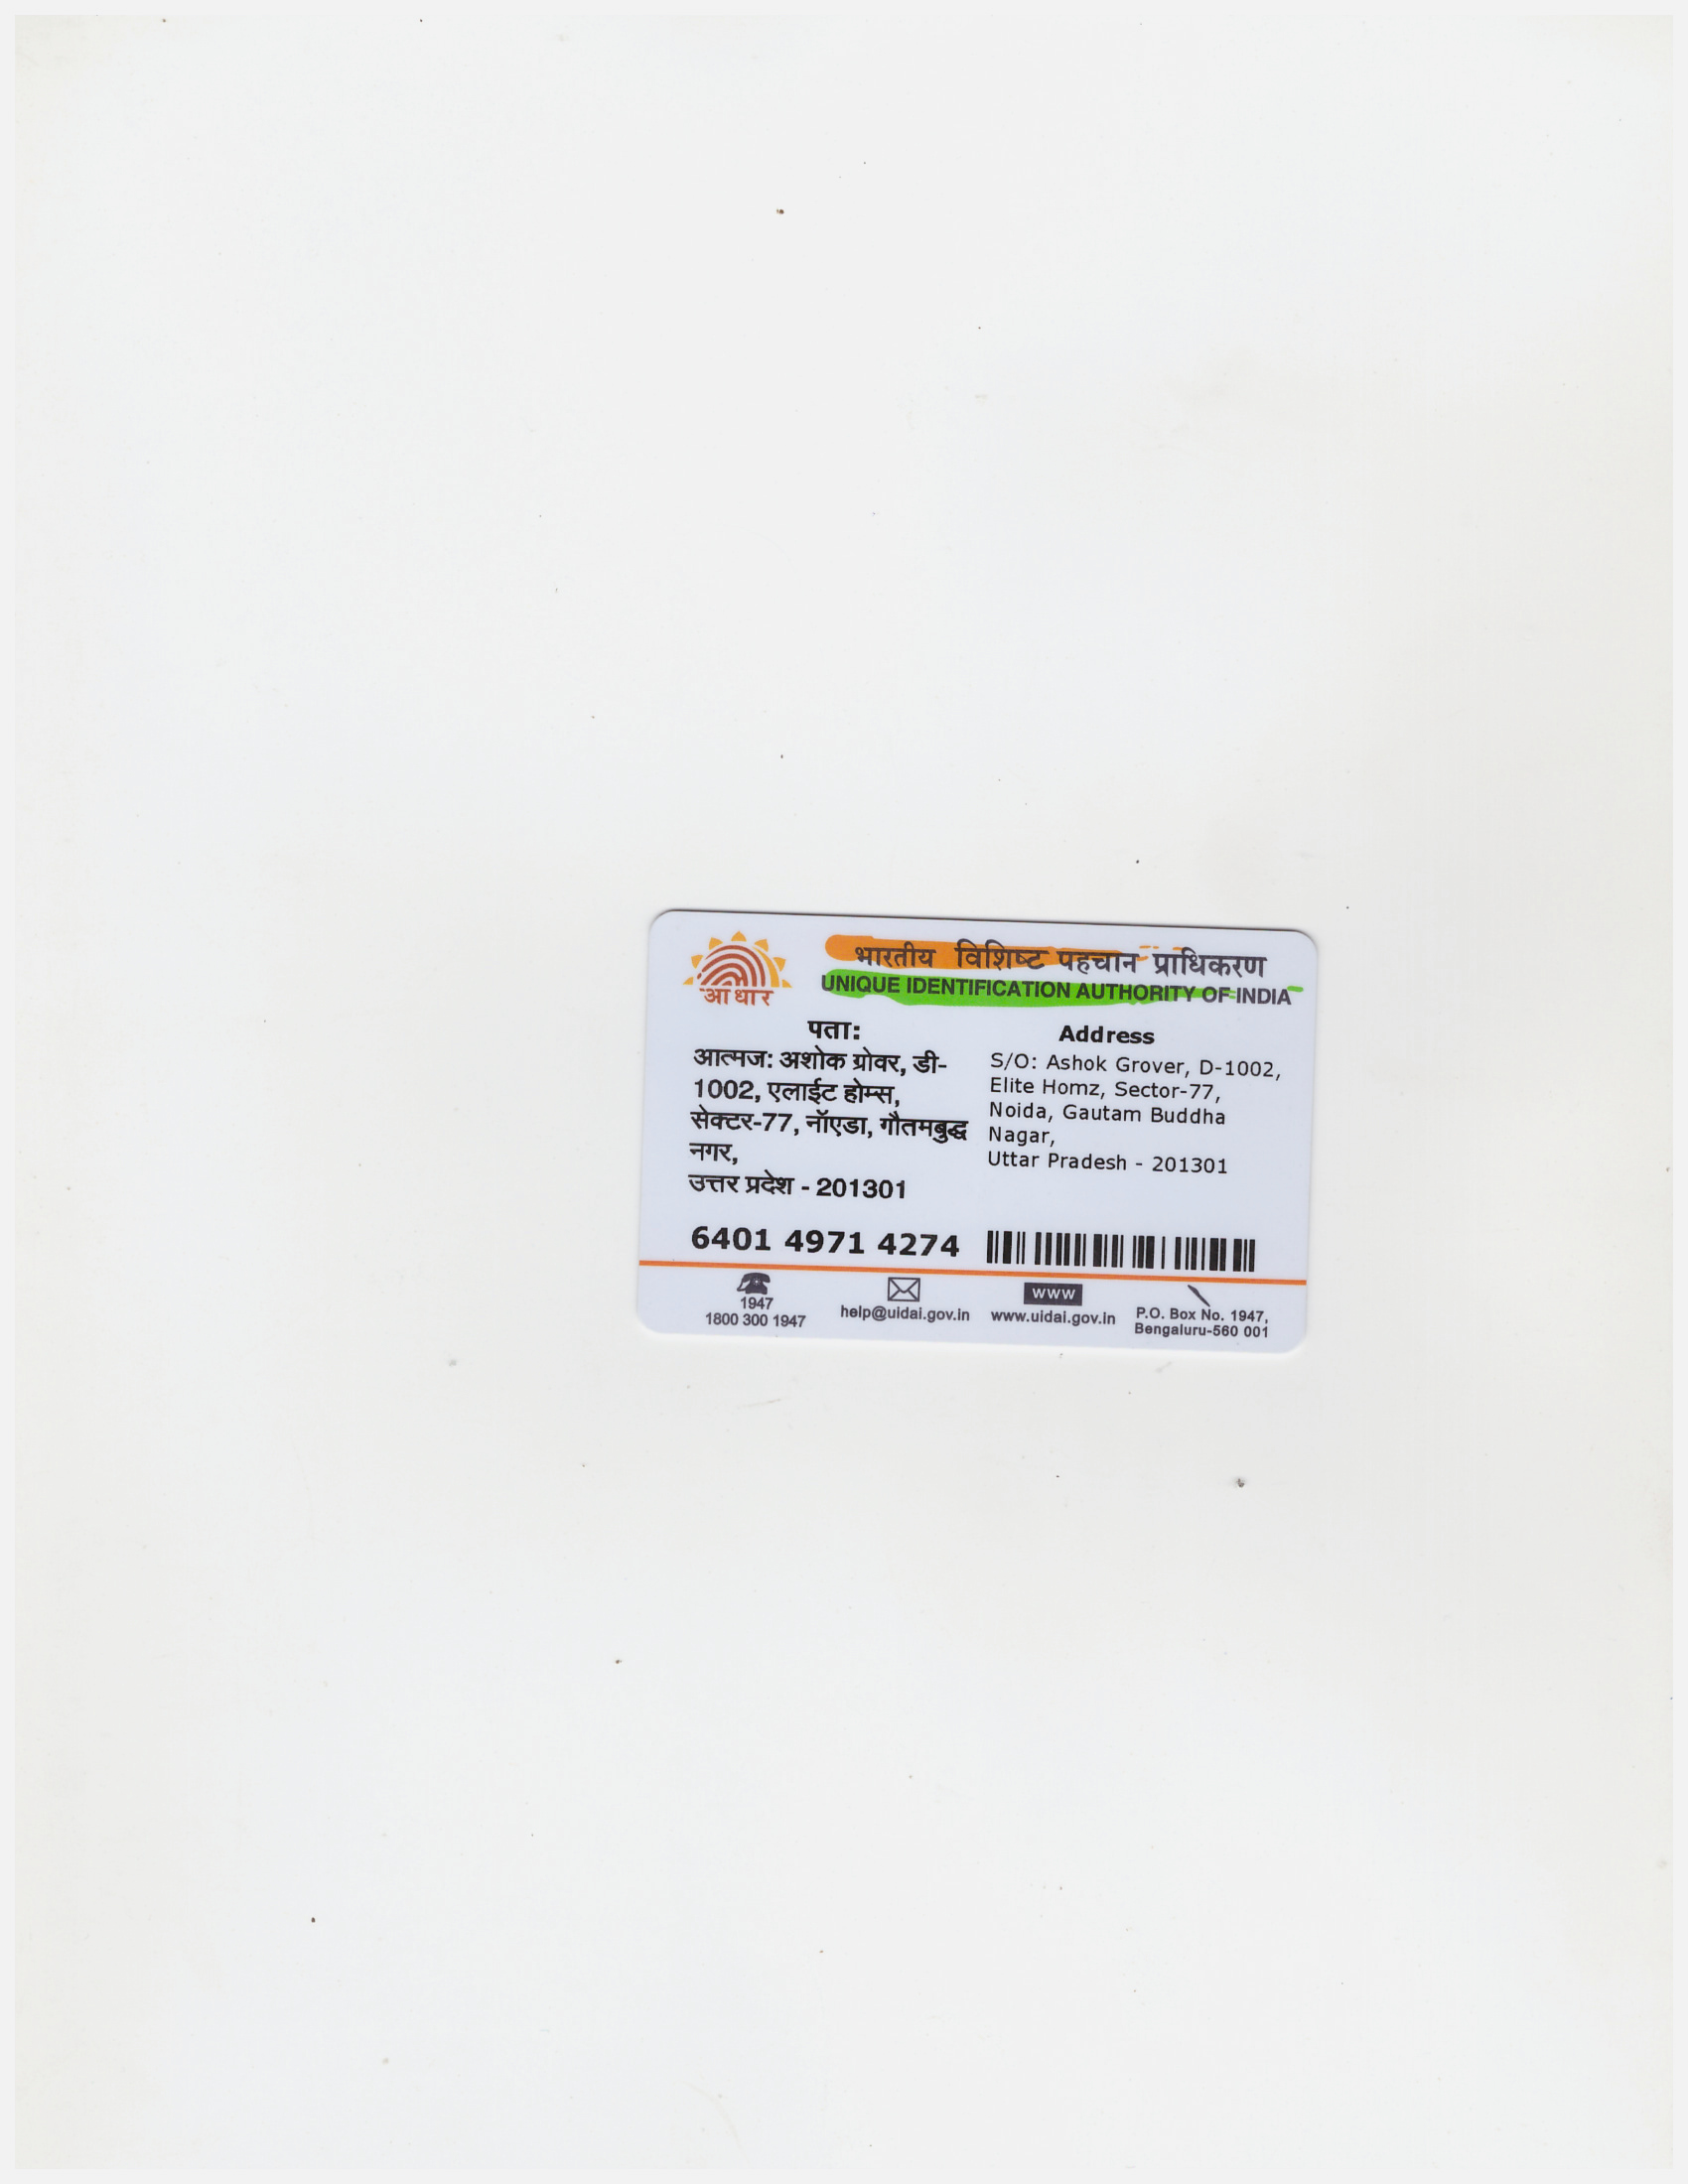 आधार
भारतीय विशिष्ट पहचान प्राधिकरण
UNIQUE IDENTIFICATION AUTHORITY OF INDIA
पता:
आत्मज: अशोक ग्रोवर, डी-
1002, एलाईट होम्स,
सेक्टर-77, नॉएडा, गौतमबुद्ध
नगर,
उत्तर प्रदेश - 201301
Address
S/O: Ashok Grover, D-1002,
Elite Homz, Sector-77,
Noida, Gautam Buddha
Nagar,
Uttar Pradesh - 201301
6401 4971 4274
1947
1800 300 1947
help@uidai.gov.in
www
www.uidai.gov.in
P.O. Box No. 1947,
Bengaluru-560 001